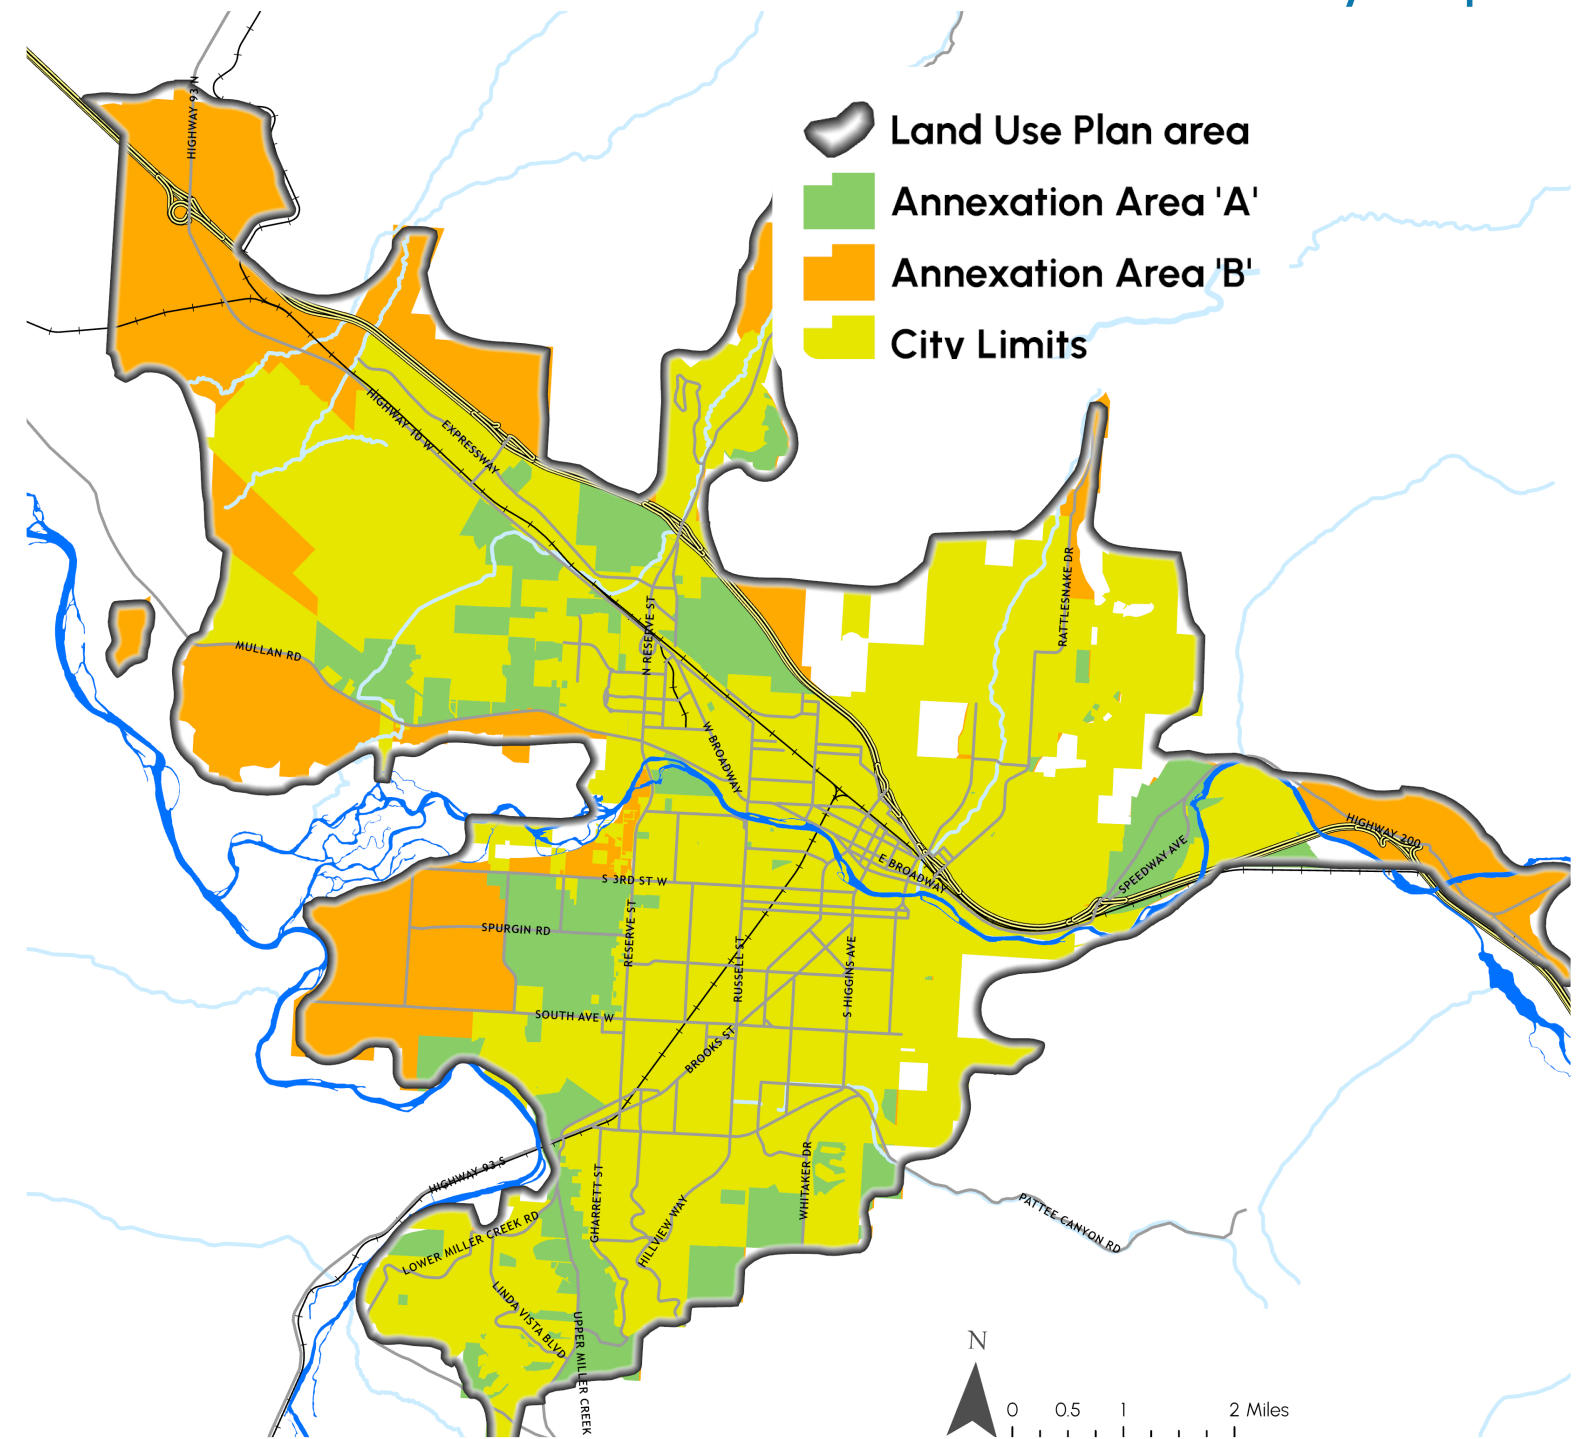 Land Use Plan area
Annexation Area 'A'
Annexation Area 'B'
City Limits
HIGHWAY 93 N
HIGHWAY 10 W
EXPRESSWAY
MULLAN RD
N RESERVE ST
W BROADWAY
RATTLESNAKE DR
E BROADWAY
SPEEDWAY AVE
HIGHWAY 200
S 3RD ST W
SPURGIN RD
RESERVE ST
SOUTH AVE W
RUSSELL ST
S HIGGINS AVE
BROOKS ST
HIGHWAY 93 S
GHARRETT ST
HILLVIEW WAY
WHITAKER DR
PATTEE CANYON RD
LOWER MILLER CREEK RD
LINDA VISTA BLVD
UPPER MILLER CREEK
N
0 0.5 1 2 Miles